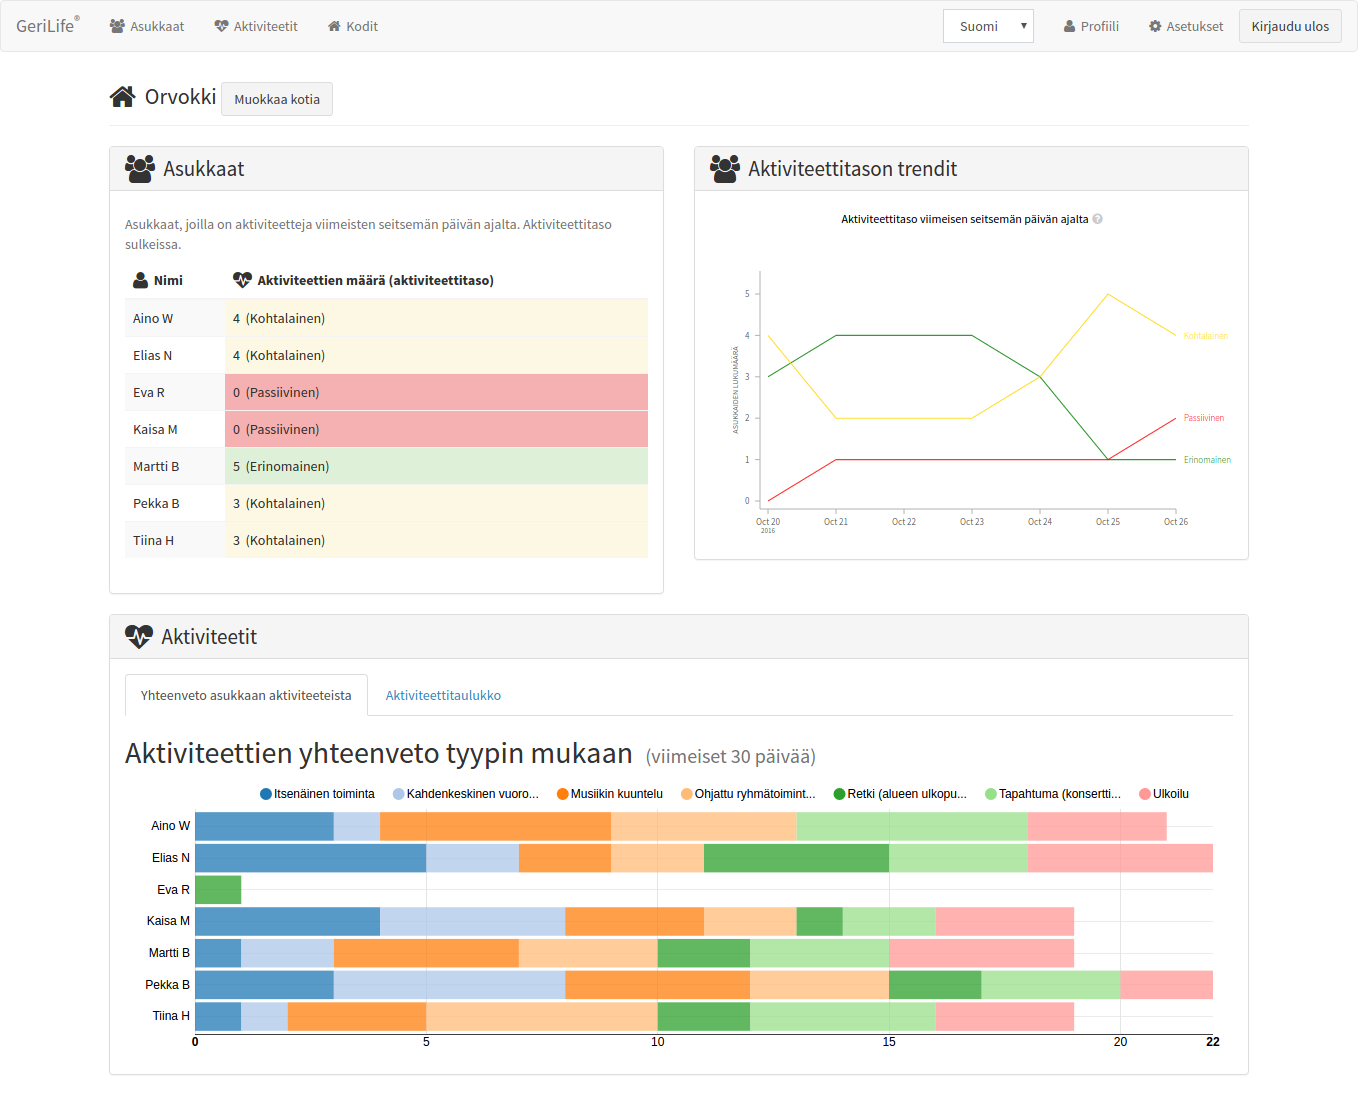 GeriLife® Asukkaat Aktiviteetit Kodit Suomi Profiili Asetukset Kirjaudu ulos
Orvokki Muokkaa kotia
Asukkaat
Asukkaat, joilla on aktiviteetteja viimeisten seitsemän päivän ajalta. Aktiviteettitaso
sulkeissa.
Nimi Aktiviteettien määrä (aktiviteettitaso)
Aino W 4 (Kohtalainen)
Elias N 4 (Kohtalainen)
Eva R 0 (Passiivinen)
Kaisa M 0 (Passiivinen)
Martti B 5 (Erinomainen)
Pekka B 3 (Kohtalainen)
Tiina H 3 (Kohtalainen)
Aktiviteettitason trendit
Aktiviteettitaso viimeisen seitsemän päivän ajalta ?
ASUKKAIDEN LUKUMÄÄRÄ
5
4
3
2
1
0
Kohtalainen
Passiivinen
Erinomainen
Oct 20 Oct 21 Oct 22 Oct 23 Oct 24 Oct 25 Oct 26
2016
Aktiviteetit
Yhteenveto asukkaan aktiviteeteista Aktiviteettitaulukko
Aktiviteettien yhteenveto tyypin mukaan (viimeiset 30 päivää)
Itsenäinen toiminta Kahdenkeskinen vuoro... Musiikin kuuntelu Ohjattu ryhmätoimint... Retki (alueen ulkopu... Tapahtuma (konsertti... Ulkoilu
Aino W
Elias N
Eva R
Kaisa M
Martti B
Pekka B
Tiina H
0 5 10 15 20 22